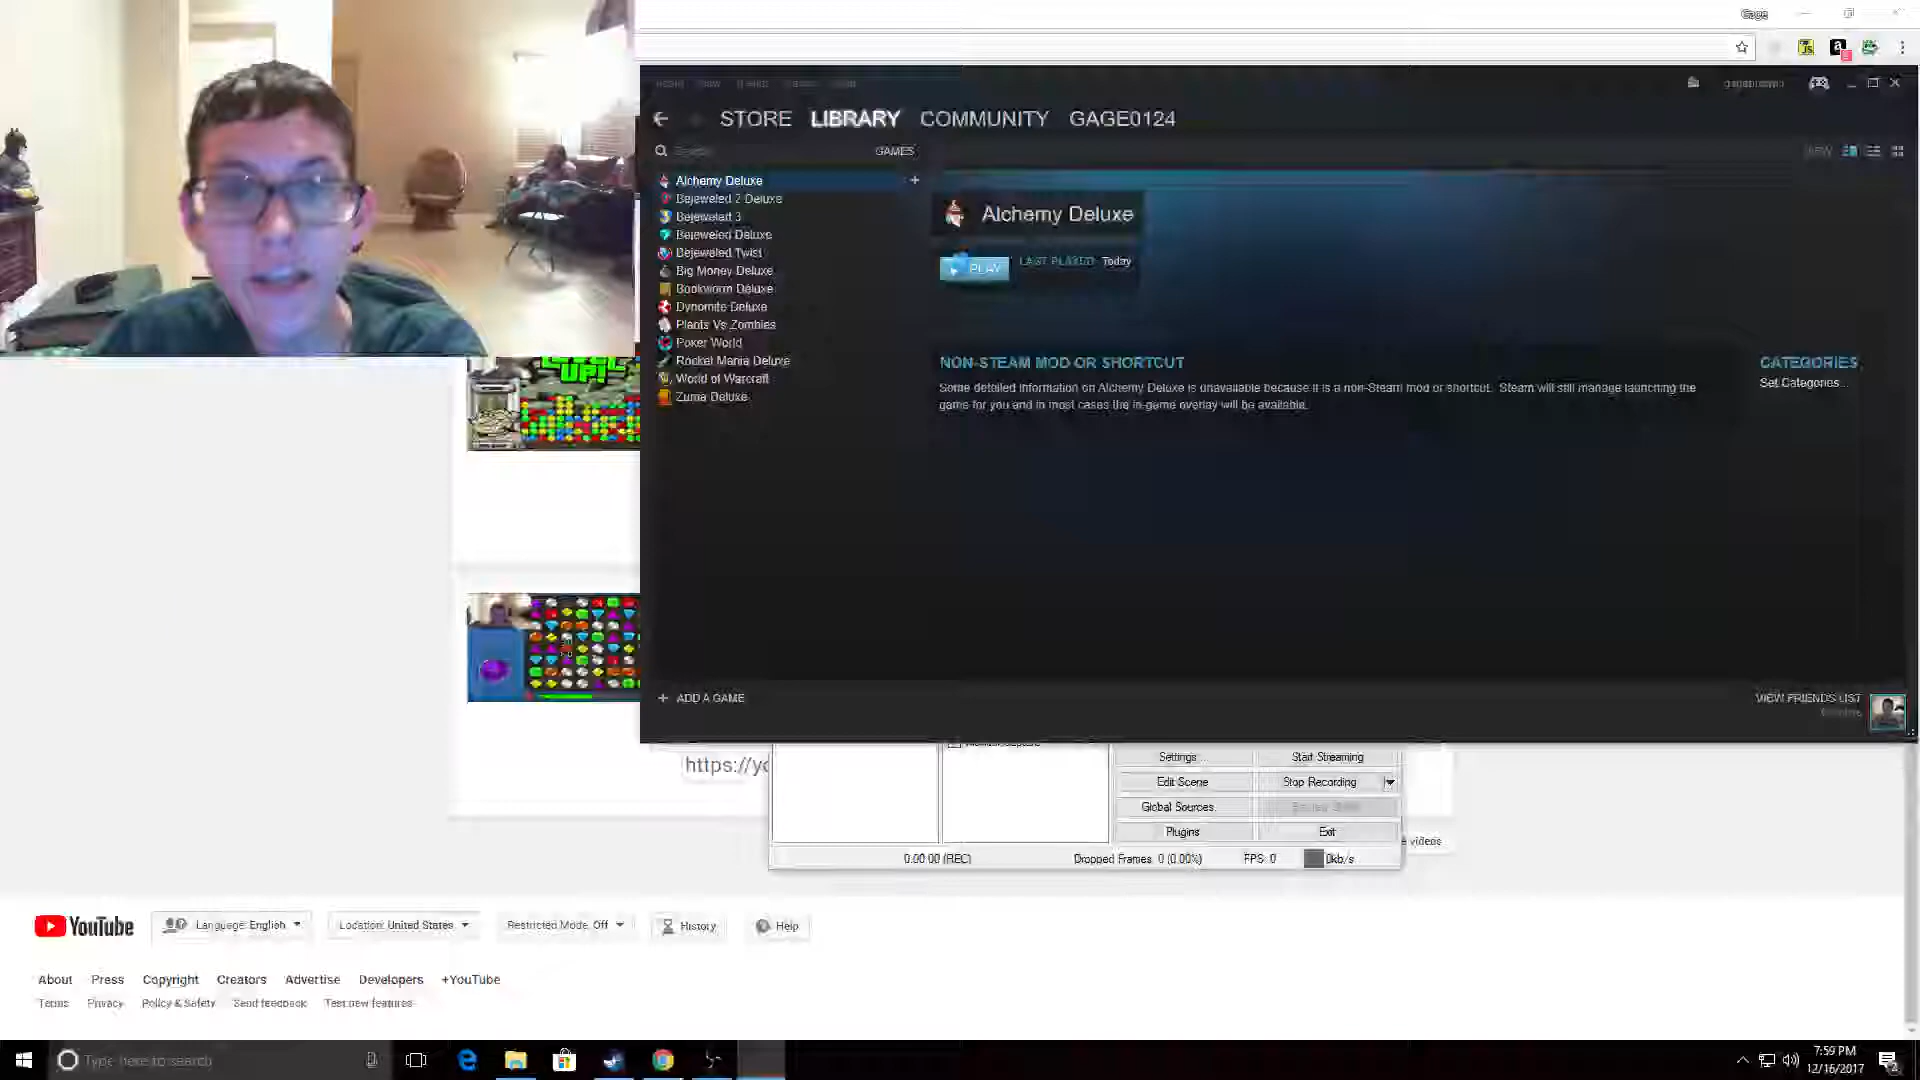 Gage
STORE LIBRARY COMMUNITY GAGE0124
GAMES
Alchemy Deluxe
Bejeweled 2 Deluxe
Bejeweled 3
Bejeweled Deluxe
Bejeweled Twist
Big Money Deluxe
Bookworm Deluxe
Dynomite Deluxe
Plants Vs Zombies
Poker World
Rocket Mania Deluxe
World of Warcraft
Zuma Deluxe
+ ADD A GAME
VIEW
Alchemy Deluxe
PLAY
LAST PLAYED Today
NON-STEAM MOD OR SHORTCUT
Some detailed information on Alchemy Deluxe is unavailable because it is a non-Steam mod or shortcut. Steam will still manage launching the
game for you and in most cases the in-game overlay will be available.
CATEGORIES
Set Categories...
VIEW FRIENDS LIST
UP!
https://yo
Settings...
Start Streaming
Edit Scene
Stop Recording
Global Sources...
Plugins
Exit
0:00:00 (REC)
Dropped Frames 0 (0.00%)
FPS: 0
0kb/s
e videos
YouTube
Language: English
Location: United States
Restricted Mode: Off
History
Help
About Press Copyright Creators Advertise Developers +YouTube
Terms Privacy Policy & Safety Send feedback Test new features
Type here to search
7:59 PM
12/16/2017